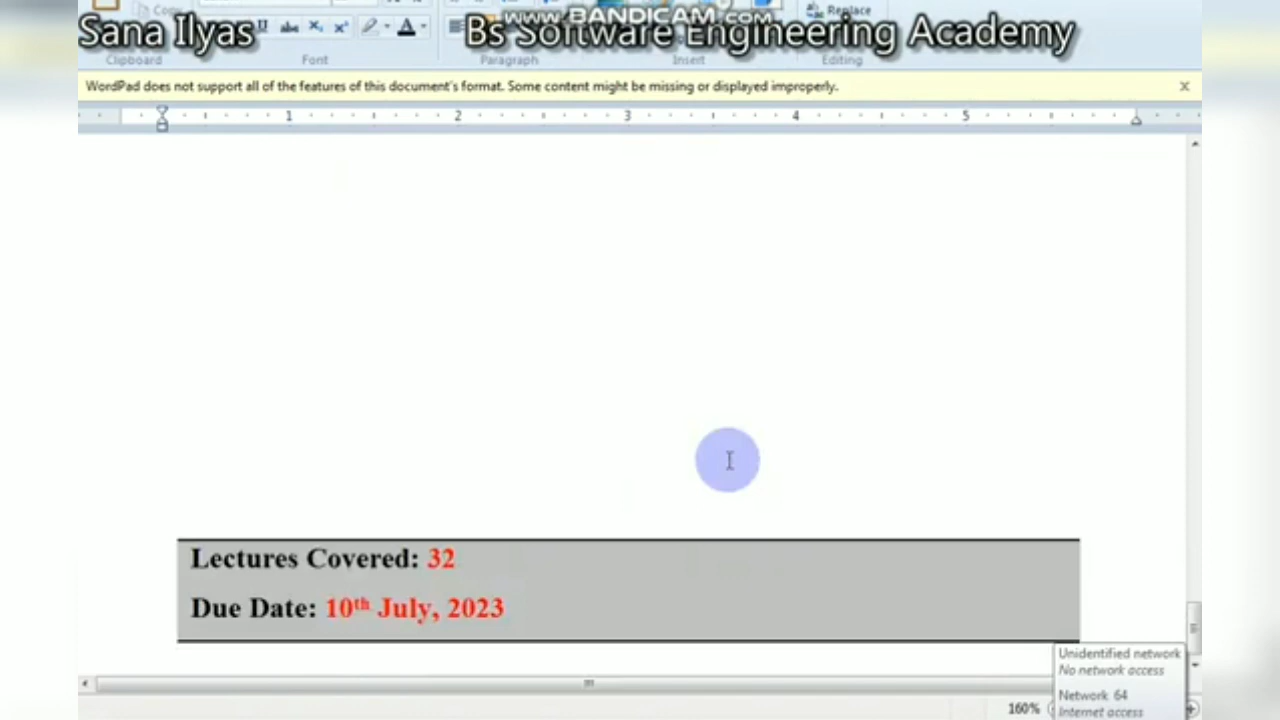 Copy
Replace
www.BANDICAM.com
Sana Ilyas
Bs Software Engineering Academy
Clipboard
Font
Paragraph
Insert
Editing
WordPad does not support all of the features of this document's format. Some content might be missing or displayed improperly.
1 2 3 4 5
Lectures Covered: 32
Due Date: 10th July, 2023
Unidentified network
No network access
Network 64
Internet access
160%